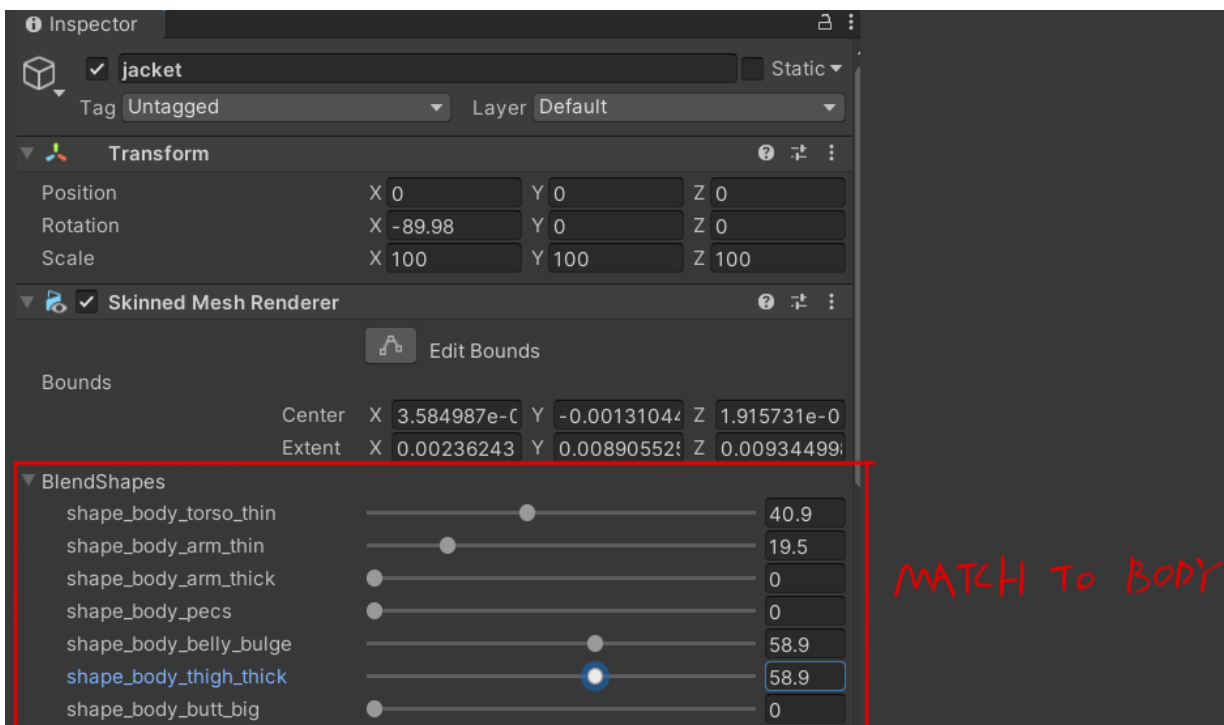 Inspector
jacket Static
Tag Untagged Layer Default
Transform
Position X 0 Y 0 Z 0
Rotation X -89.98 Y 0 Z 0
Scale X 100 Y 100 Z 100
Skinned Mesh Renderer
Edit Bounds
Bounds
Center X 3.584987e-0 Y -0.00131044 Z 1.915731e-0
Extent X 0.00236243 Y 0.008905525 Z 0.00934499
BlendShapes
shape_body_torso_thin 40.9
shape_body_arm_thin 19.5
shape_body_arm_thick 0
shape_body_pecs 0
shape_body_belly_bulge 58.9
shape_body_thigh_thick 58.9
shape_body_butt_big 0
MATCH TO BODY